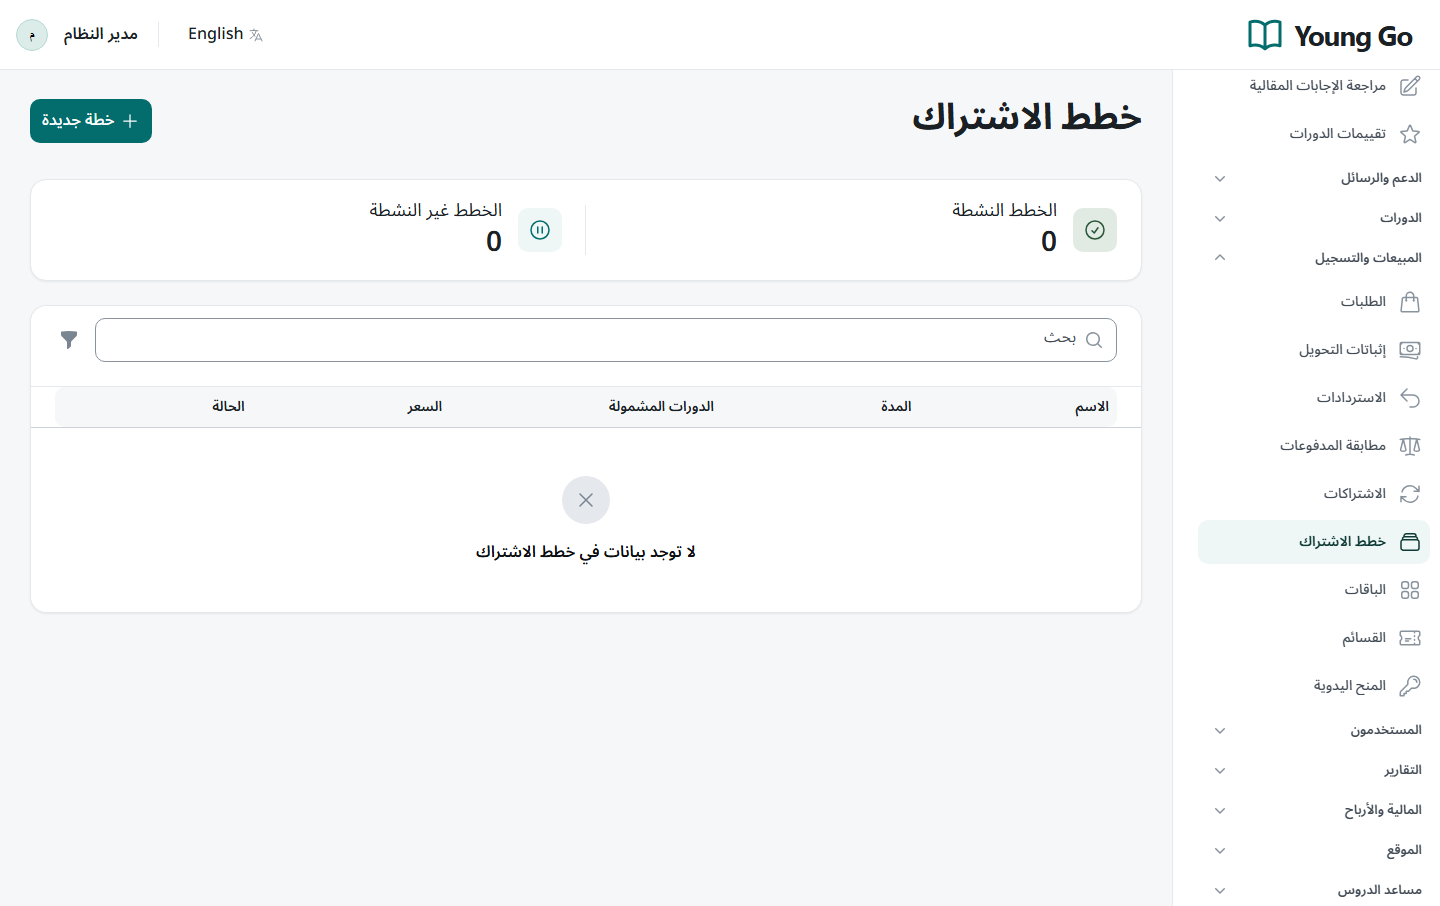 Young Go
English
مدير النظام
م
مراجعة الإجابات المقالية
تقييمات الدورات
الدعم والرسائل
الدورات
المبيعات والتسجيل
الطلبات
إثباتات التحويل
الاستردادات
مطابقة المدفوعات
الاشتراكات
خطط الاشتراك
الباقات
القسائم
المنح اليدوية
المستخدمون
التقارير
المالية والأرباح
الموقع
مساعد الدروس
خطط الاشتراك
خطة جديدة
الخطط النشطة
0
الخطط غير النشطة
0
بحث
الاسم المدة الدورات المشمولة السعر الحالة
لا توجد بيانات في خطط الاشتراك